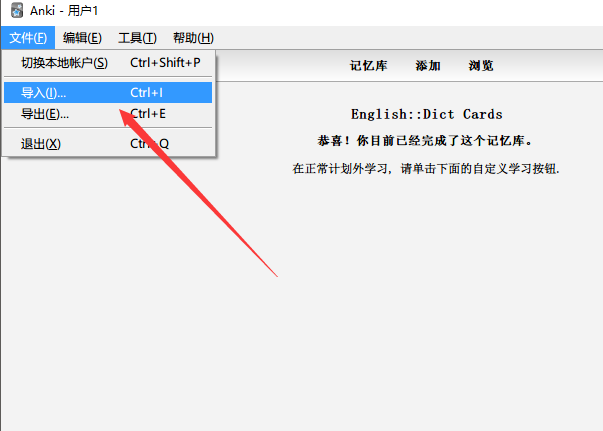 Anki - 用户1
文件(F) 编辑(E) 工具(T) 帮助(H)
切换本地帐户(S) Ctrl+Shift+P
记忆库 添加 浏览
导入(I)... Ctrl+I
导出(E)... Ctrl+E
English::Dict Cards
恭喜！你目前已经完成了这个记忆库。
退出(X) Ctrl+Q
在正常计划外学习，请单击下面的自定义学习按钮.